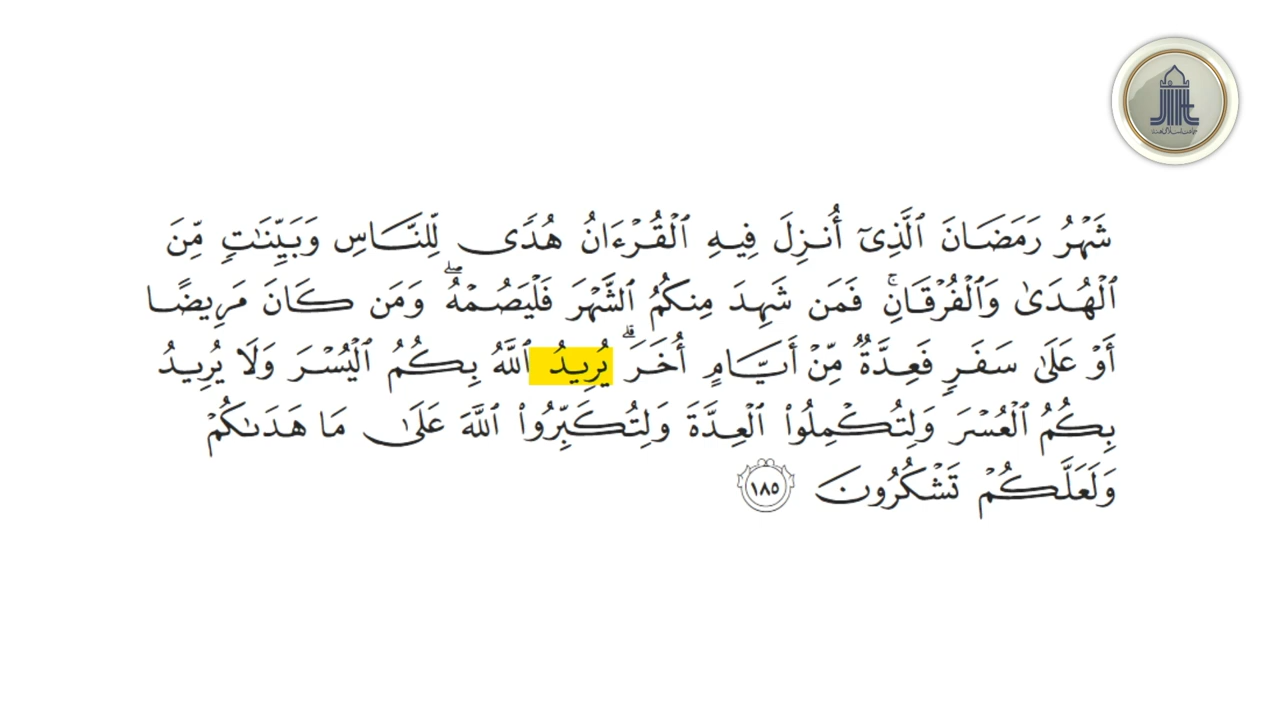 شَهۡرُ رَمَضَانَ ٱلَّذِيٓ أُنزِلَ فِيهِ ٱلۡقُرۡءَانُ هُدٗى لِّلنَّاسِ وَبَيِّنَٰتٖ مِّنَ
ٱلۡهُدَىٰ وَٱلۡفُرۡقَانِۚ فَمَن شَهِدَ مِنكُمُ ٱلشَّهۡرَ فَلۡيَصُمۡهُۖ وَمَن كَانَ مَرِيضًا
أَوۡ عَلَىٰ سَفَرٖ فَعِدَّةٞ مِّنۡ أَيَّامٍ أُخَرَۗ يُرِيدُ ٱللَّهُ بِكُمُ ٱلۡيُسۡرَ وَلَا يُرِيدُ
بِكُمُ ٱلۡعُسۡرَ وَلِتُكۡمِلُواْ ٱلۡعِدَّةَ وَلِتُكَبِّرُواْ ٱللَّهَ عَلَىٰ مَا هَدَىٰكُمۡ
وَلَعَلَّكُمۡ تَشۡكُرُونَ ١٨٥